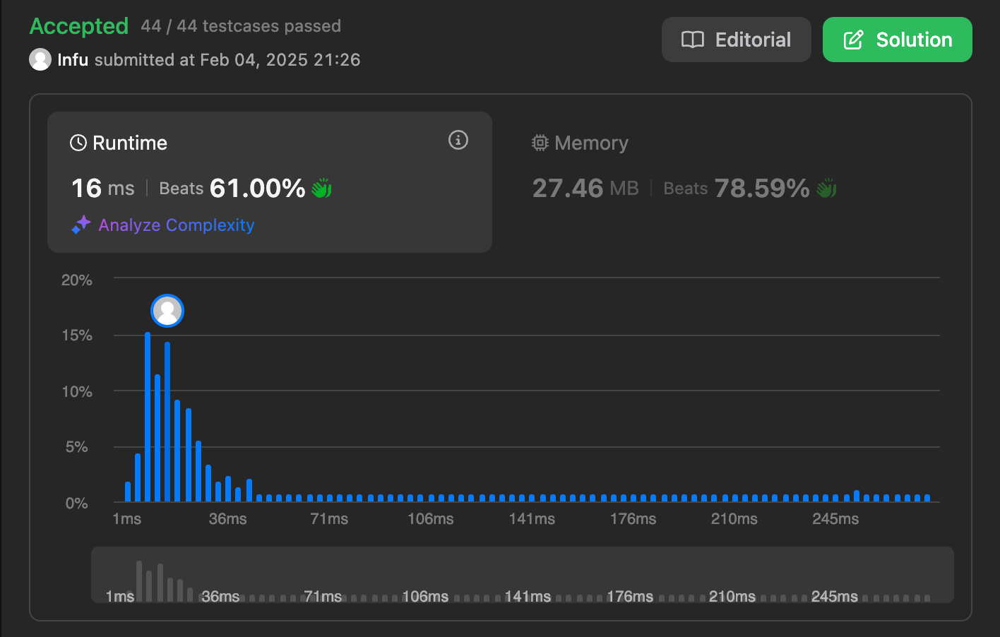 Accepted 44 / 44 testcases passed
Editorial
Solution
Infu submitted at Feb 04, 2025 21:26
Runtime
Memory
16 ms | Beats 61.00%
27.46 MB | Beats 78.59%
Analyze Complexity
20%
15%
10%
5%
0%
1ms 36ms 71ms 106ms 141ms 176ms 210ms 245ms
1ms 36ms 71ms 106ms 141ms 176ms 210ms 245ms